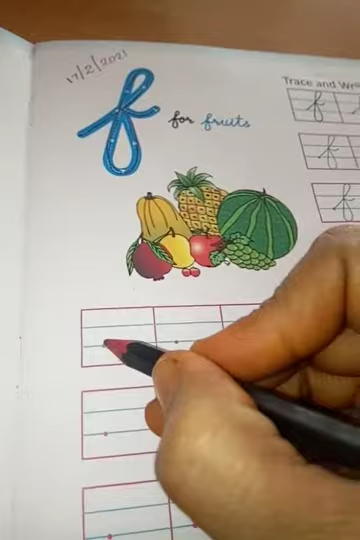 17/2/2021
Trace and Wr
f f for fruits
f
f